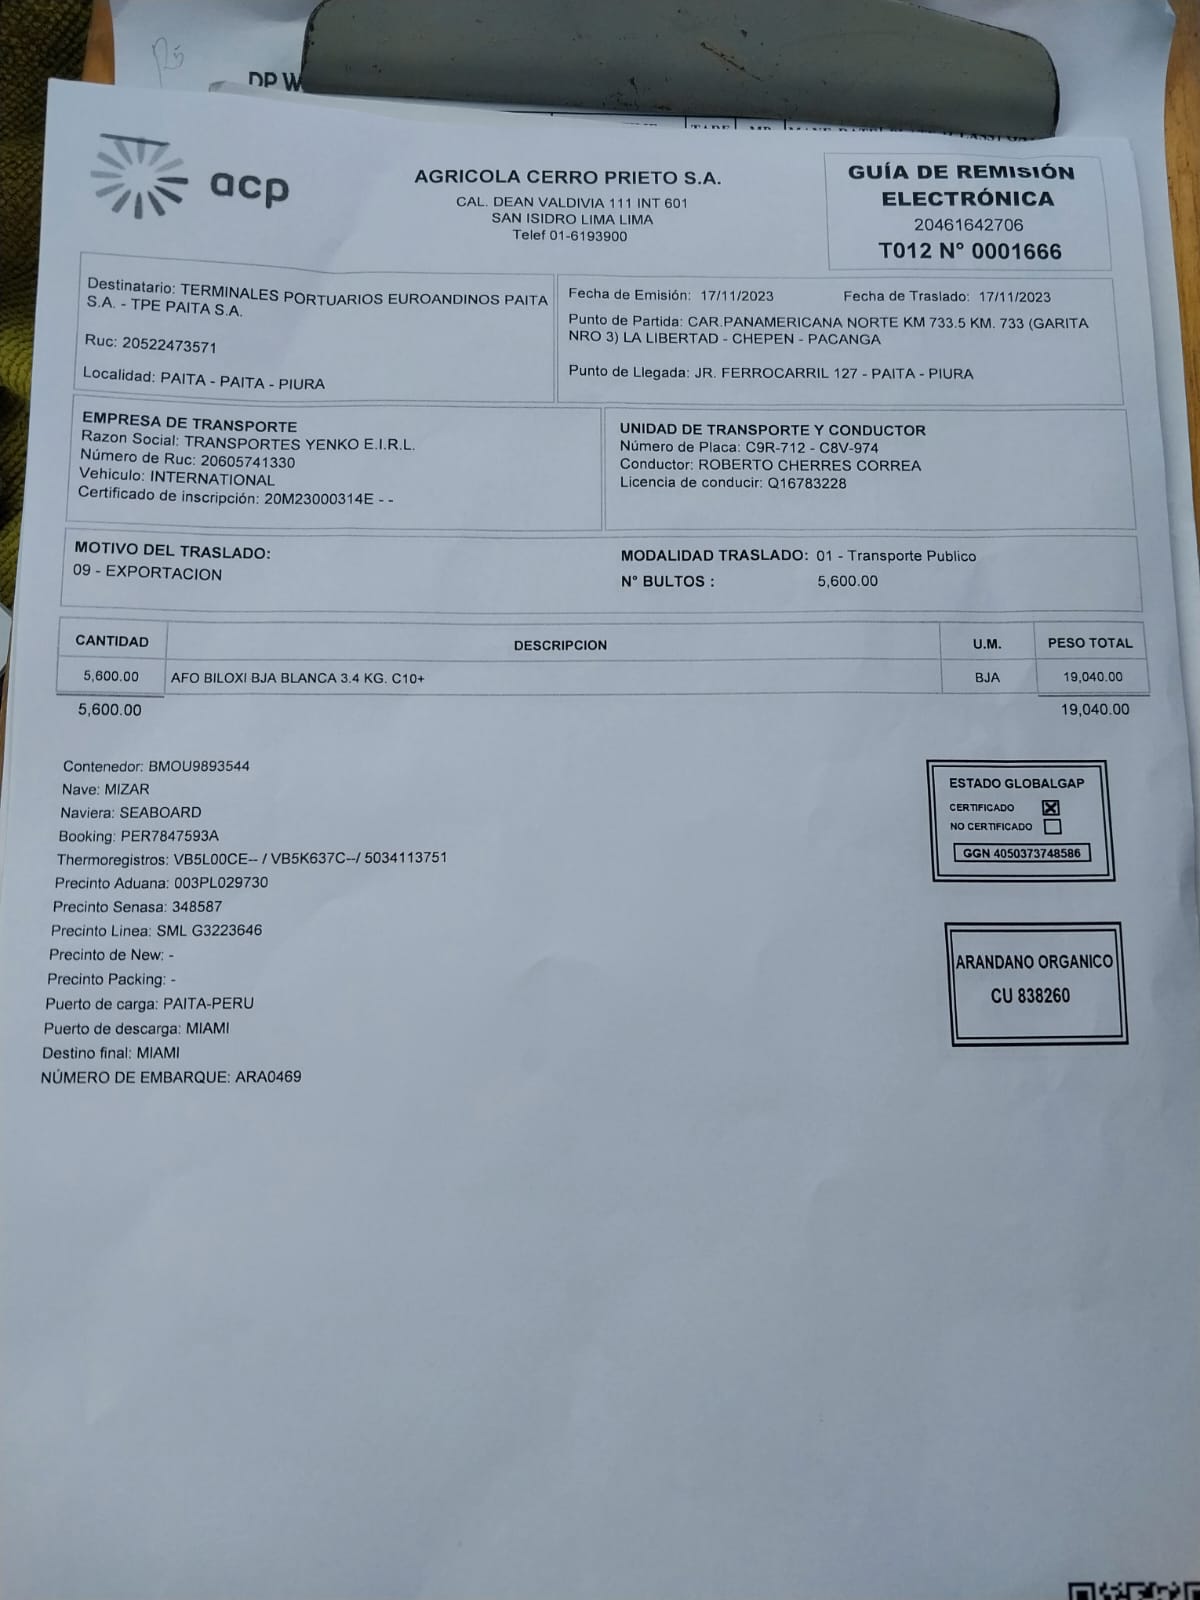 DP W
acp
AGRICOLA CERRO PRIETO S.A.
CAL. DEAN VALDIVIA 111 INT 601
SAN ISIDRO LIMA LIMA
Telef 01-6193900
GUÍA DE REMISIÓN
ELECTRÓNICA
20461642706
T012 N° 0001666
Destinatario: TERMINALES PORTUARIOS EUROANDINOS PAITA
S.A. - TPE PAITA S.A.
Ruc: 20522473571
Localidad: PAITA - PAITA - PIURA
Fecha de Emisión: 17/11/2023 Fecha de Traslado: 17/11/2023
Punto de Partida: CAR.PANAMERICANA NORTE KM 733.5 KM. 733 (GARITA
NRO 3) LA LIBERTAD - CHEPEN - PACANGA
Punto de Llegada: JR. FERROCARRIL 127 - PAITA - PIURA
EMPRESA DE TRANSPORTE
Razon Social: TRANSPORTES YENKO E.I.R.L.
Número de Ruc: 20605741330
Vehiculo: INTERNATIONAL
Certificado de inscripción: 20M23000314E - -
UNIDAD DE TRANSPORTE Y CONDUCTOR
Número de Placa: C9R-712 - C8V-974
Conductor: ROBERTO CHERRES CORREA
Licencia de conducir: Q16783228
MOTIVO DEL TRASLADO:
09 - EXPORTACION
MODALIDAD TRASLADO: 01 - Transporte Publico
N° BULTOS : 5,600.00
CANTIDAD DESCRIPCION U.M. PESO TOTAL
5,600.00 AFO BILOXI BJA BLANCA 3.4 KG. C10+ BJA 19,040.00
5,600.00 19,040.00
Contenedor: BMOU9893544
Nave: MIZAR
Naviera: SEABOARD
Booking: PER7847593A
Thermoregistros: VB5L00CE-- / VB5K637C--/ 5034113751
Precinto Aduana: 003PL029730
Precinto Senasa: 348587
Precinto Linea: SML G3223646
Precinto de New: -
Precinto Packing: -
Puerto de carga: PAITA-PERU
Puerto de descarga: MIAMI
Destino final: MIAMI
NÚMERO DE EMBARQUE: ARA0469
ESTADO GLOBALGAP
CERTIFICADO
NO CERTIFICADO
GGN 4050373748586
ARANDANO ORGANICO
CU 838260